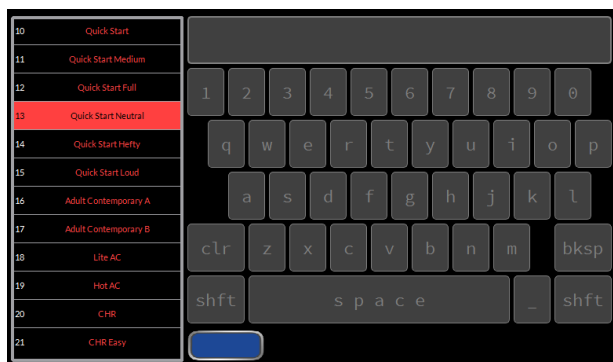 10 Quick Start
11 Quick Start Medium
12 Quick Start Full
13 Quick Start Neutral
14 Quick Start Hefty
15 Quick Start Loud
16 Adult Contemporary A
17 Adult Contemporary B
18 Lite AC
19 Hot AC
20 CHR
21 CHR Easy
1 2 3 4 5 6 7 8 9 0
q w e r t y u i o p
a s d f g h j k l
clr z x c v b n m bksp
shft space _ shft